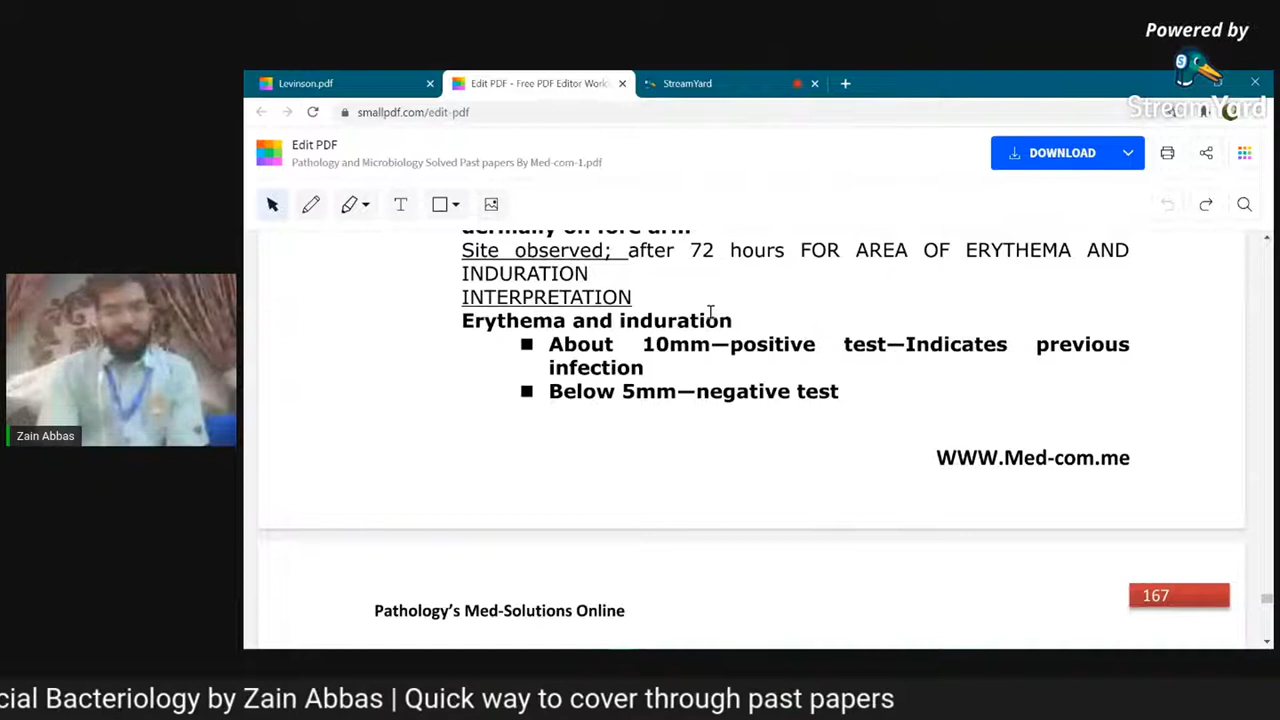 Powered by
StreamYard
Levinson.pdf
Edit PDF - Free PDF Editor Work
StreamYard
smallpdf.com/edit-pdf
Edit PDF
Pathology and Microbiology Solved Past papers By Med-com-1.pdf
DOWNLOAD
Site observed; after 72 hours FOR AREA OF ERYTHEMA AND
INDURATION
INTERPRETATION
Erythema and induration
■ About 10mm—positive test—Indicates previous
infection
■ Below 5mm—negative test
WWW.Med-com.me
Pathology's Med-Solutions Online
167
Zain Abbas
cial Bacteriology by Zain Abbas | Quick way to cover through past papers